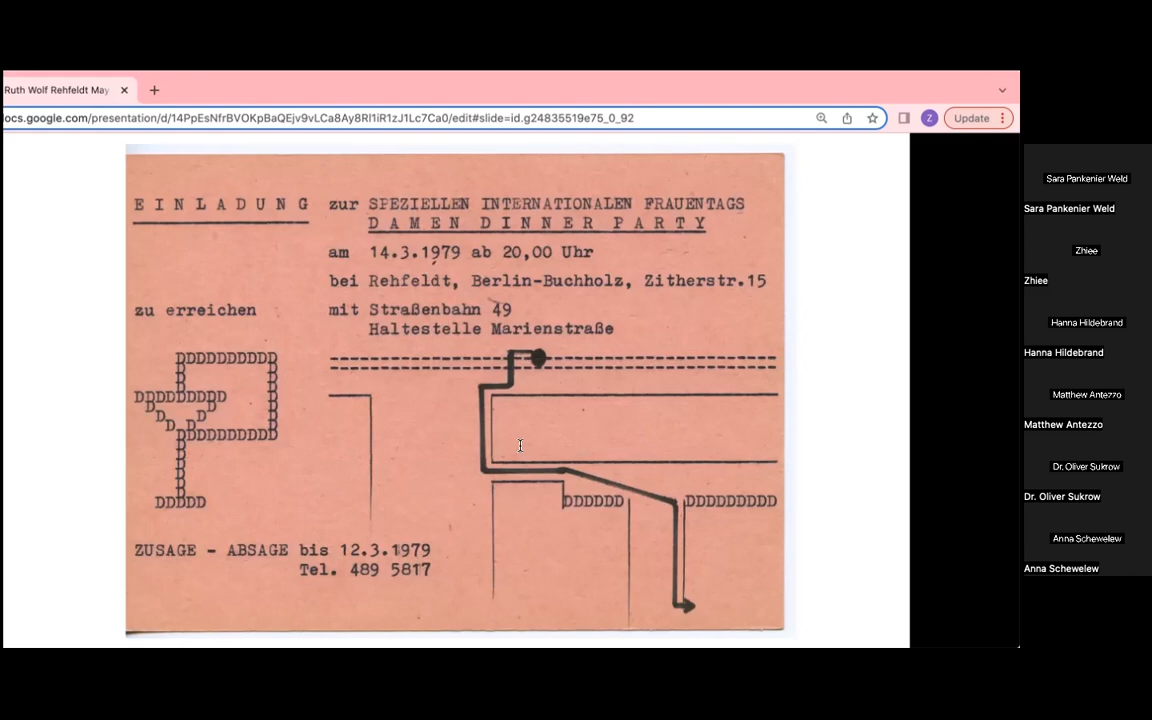 Ruth Wolf Rehfeldt May
ocs.google.com/presentation/d/14PpEsNfrBVOKpBaQEjv9vLCa8Ay8Rl1iR1zJ1Lc7Ca0/edit#slide=id.g24835519e75_0_92
Z
Update
E I N L A D U N G zur SPEZIELLEN INTERNATIONALEN FRAUENTAGS
D A M E N D I N N E R P A R T Y
am 14.3.1979 ab 20,00 Uhr
bei Rehfeldt, Berlin-Buchholz, Zitherstr.15
zu erreichen mit Straßenbahn 49
Haltestelle Marienstraße
DDDDDDDDDD
DDDDDDDDD
DDDDDDDDDD
DDDDD
DDDDDD DDDDDDDDD
ZUSAGE - ABSAGE bis 12.3.1979
Tel. 489 5817
Sara Pankenier Weld
Sara Pankenier Weld
Zhiee
Zhiee
Hanna Hildebrand
Hanna Hildebrand
Matthew Antezzo
Matthew Antezzo
Dr. Oliver Sukrow
Dr. Oliver Sukrow
Anna Schewelew
Anna Schewelew